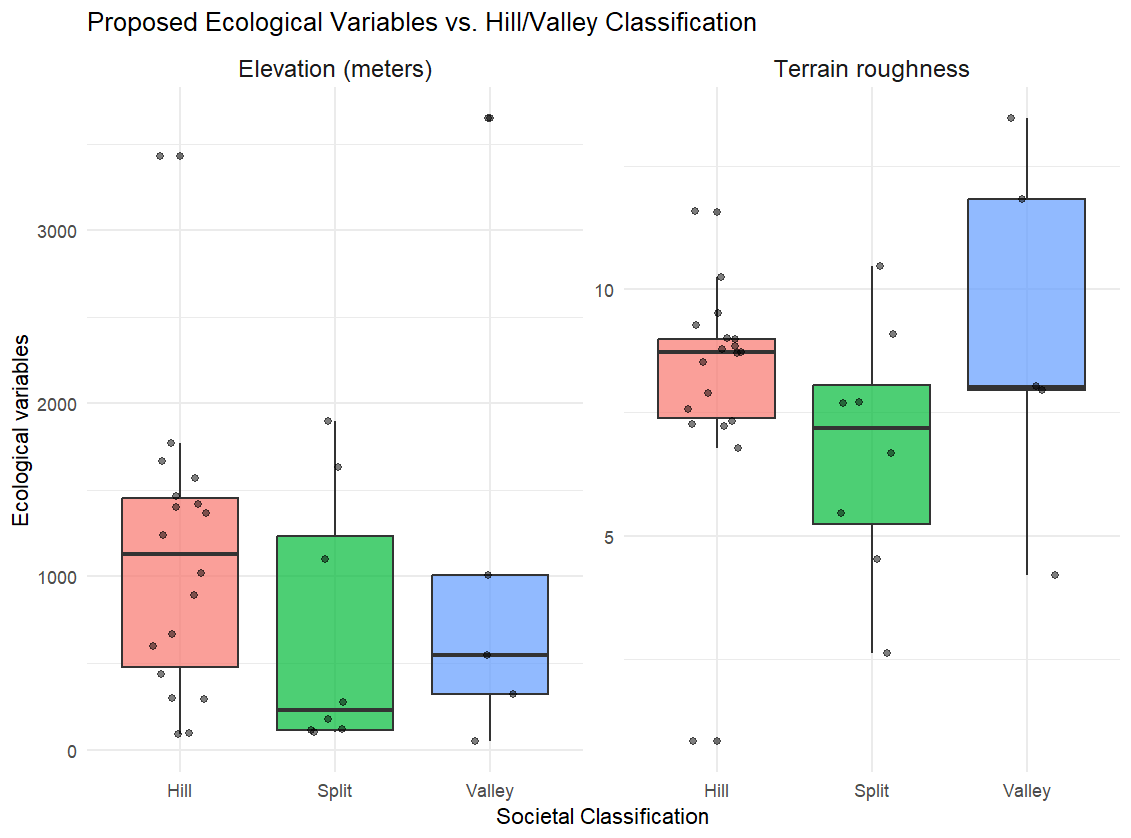 Proposed Ecological Variables vs. Hill/Valley Classification
Elevation (meters)
Terrain roughness
Ecological variables
3000
2000
1000
0
10
5
Hill
Split
Valley
Hill
Split
Valley
Societal Classification